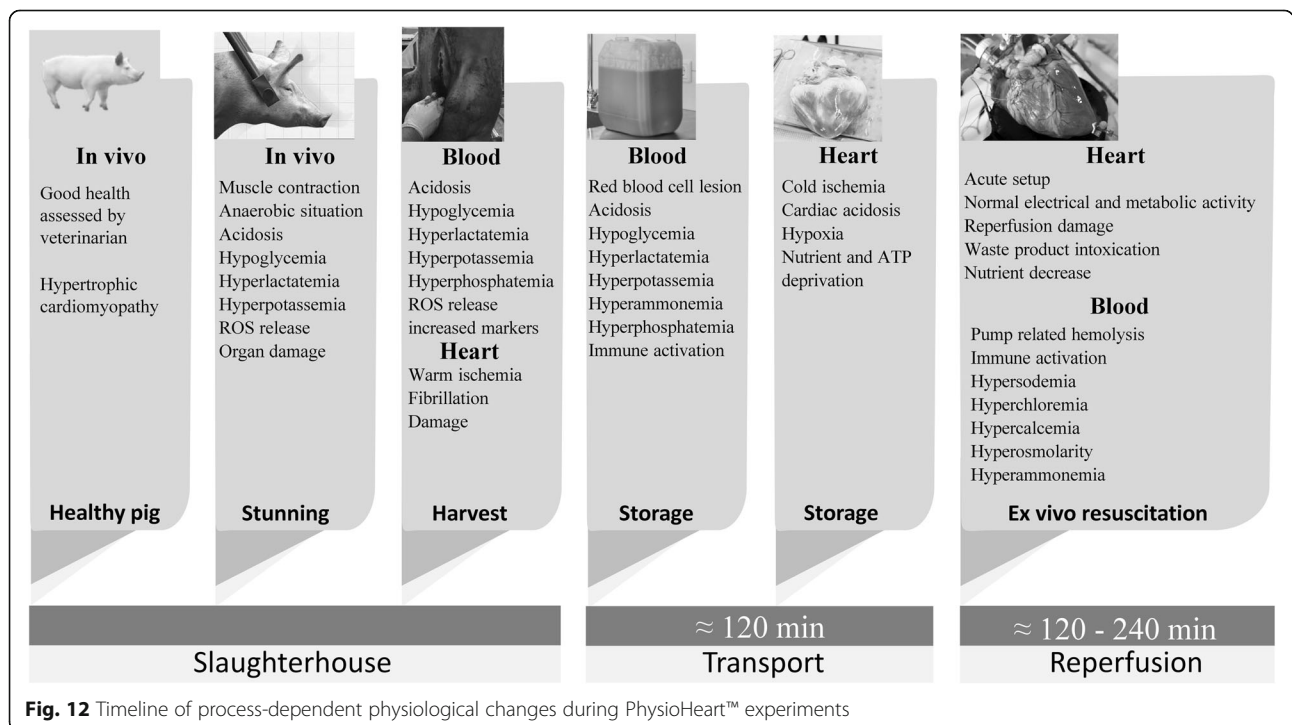 In vivo
Good health
assessed by
veterinarian
Hypertrophic
cardiomyopathy
Healthy pig
In vivo
Muscle contraction
Anaerobic situation
Acidosis
Hypoglycemia
Hyperlactatemia
Hyperpotassemia
ROS release
Organ damage
Stunning
Blood
Acidosis
Hypoglycemia
Hyperlactatemia
Hyperpotassemia
Hyperphosphatemia
ROS release
increased markers
Heart
Warm ischemia
Fibrillation
Damage
Harvest
Blood
Red blood cell lesion
Acidosis
Hypoglycemia
Hyperlactatemia
Hyperpotassemia
Hyperammonemia
Hyperphosphatemia
Immune activation
Storage
Heart
Cold ischemia
Cardiac acidosis
Hypoxia
Nutrient and ATP
deprivation
Storage
Heart
Acute setup
Normal electrical and metabolic activity
Reperfusion damage
Waste product intoxication
Nutrient decrease
Blood
Pump related hemolysis
Immune activation
Hypersodemia
Hyperchloremia
Hypercalcemia
Hyperosmolarity
Hyperammonemia
Ex vivo resuscitation
≈ 120 min
≈ 120 - 240 min
Slaughterhouse
Transport
Reperfusion
Fig. 12 Timeline of process-dependent physiological changes during PhysioHeart™ experiments